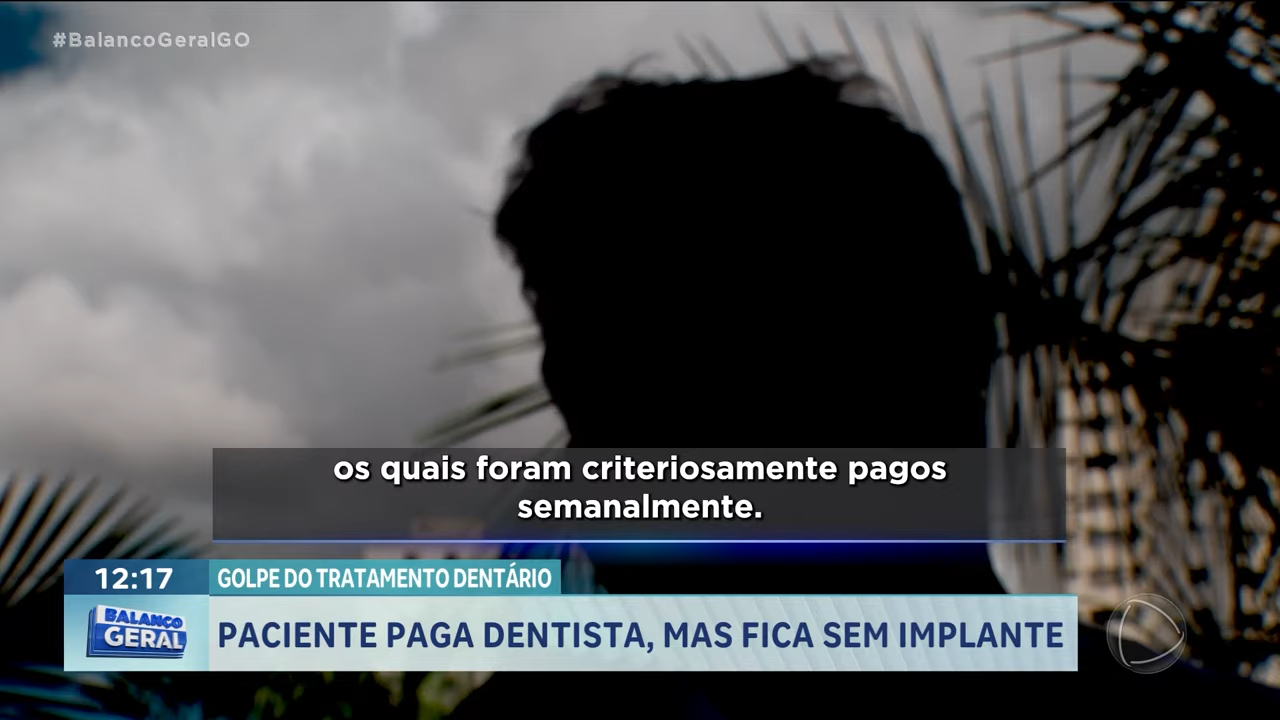 #BalancoGeralGO
os quais foram criteriosamente pagos
semanalmente.
12:17
GOLPE DO TRATAMENTO DENTÁRIO
BALANÇO
GERAL
PACIENTE PAGA DENTISTA, MAS FICA SEM IMPLANTE